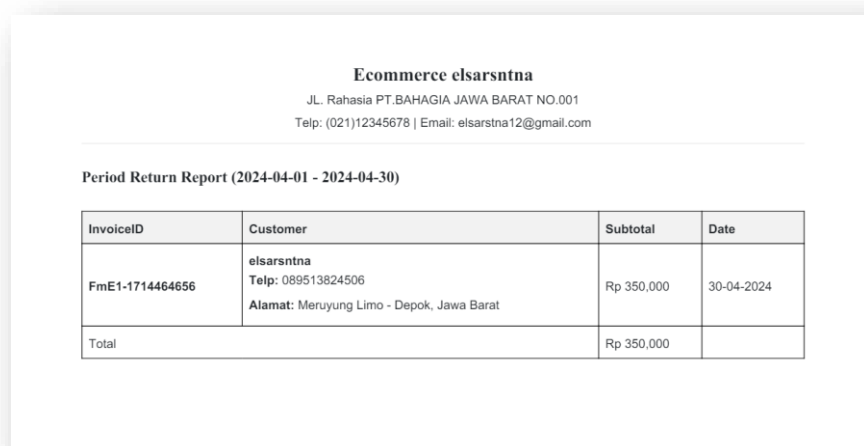 Ecommerce elsarsntna
JL. Rahasia PT.BAHAGIA JAWA BARAT NO.001
Telp: (021)12345678 | Email: elsarstna12@gmail.com
Period Return Report (2024-04-01 - 2024-04-30)
InvoiceID Customer Subtotal Date
elsarsntna
Telp: 089513824506
FmE1-1714464656 Rp 350,000 30-04-2024
Alamat: Meruyung Limo - Depok, Jawa Barat
Total Rp 350,000